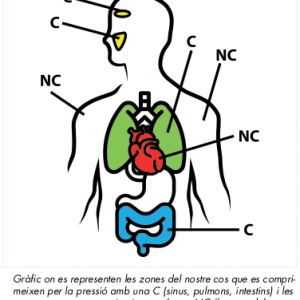 C
C
C
NC
NC
NC
C
Gràfic on es representen les zones del nostre cos que es compri-
meixen per la pressió amb una C (sinus, pulmons, intestins) i les